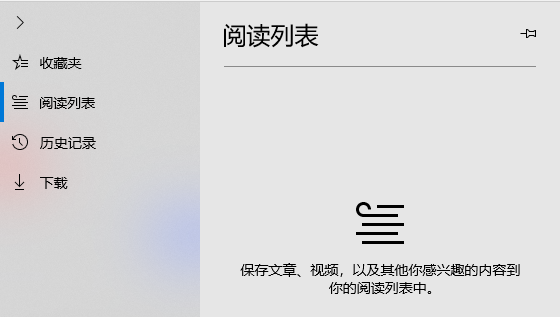 阅读列表
收藏夹
阅读列表
历史记录
下载
保存文章、视频，以及其他你感兴趣的内容到
你的阅读列表中。